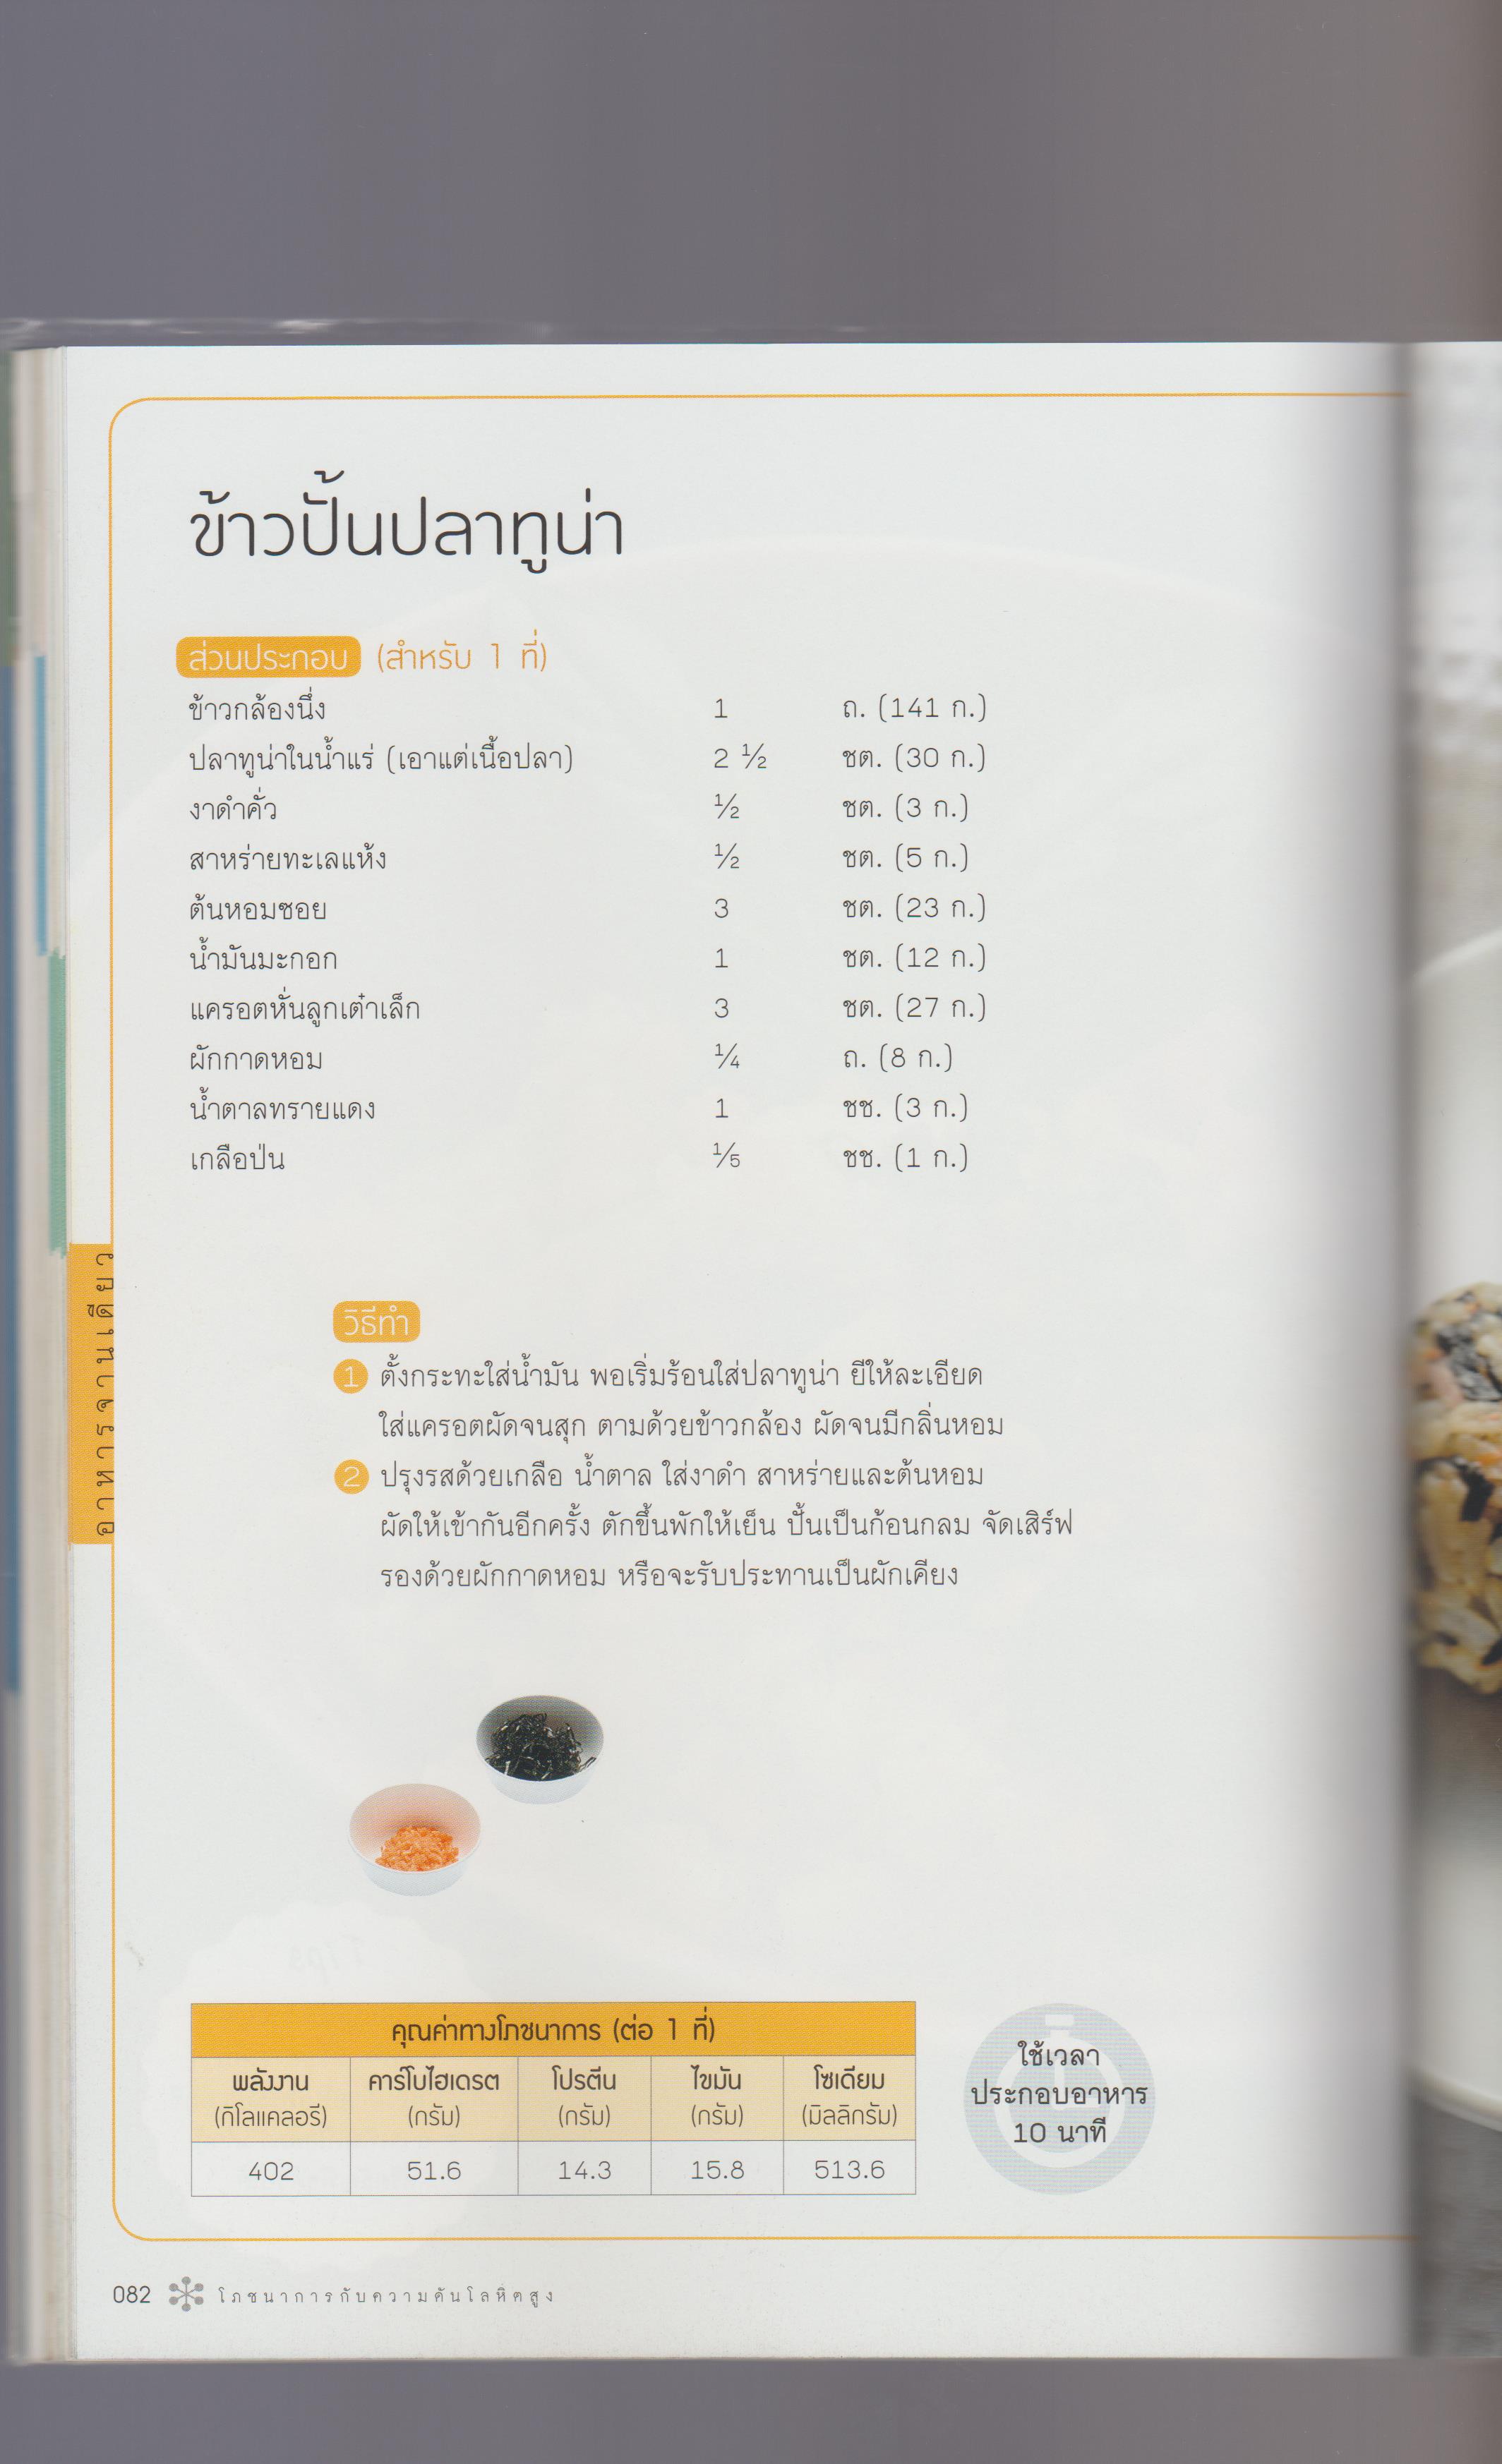 ข้าวปั้นปลาทูน่า
ส่วนประกอบ (สำหรับ 1 ที่)
ข้าวกล้องนึ่ง 1 ถ. (141 ก.)
ปลาทูน่าในน้ำแร่ (เอาแต่เนื้อปลา) 2 ½ ชต. (30 ก.)
งาดำคั่ว ½ ชต. (3 ก.)
สาหร่ายทะเลแห้ง ½ ชต. (5 ก.)
ต้นหอมซอย 3 ชต. (23 ก.)
น้ำมันมะกอก 1 ชต. (12 ก.)
แครอตหั่นลูกเต๋าเล็ก 3 ชต. (27 ก.)
ผักกาดหอม ¼ ถ. (8 ก.)
น้ำตาลทรายแดง 1 ชช. (3 ก.)
เกลือป่น ⅕ ชช. (1 ก.)
อาหารจานเดียว
วิธีทำ
1 ตั้งกระทะใส่น้ำมัน พอเริ่มร้อนใส่ปลาทูน่า ยีให้ละเอียด
ใส่แครอตผัดจนสุก ตามด้วยข้าวกล้อง ผัดจนมีกลิ่นหอม
2 ปรุงรสด้วยเกลือ น้ำตาล ใส่งาดำ สาหร่ายและต้นหอม
ผัดให้เข้ากันอีกครั้ง ตักขึ้นพักให้เย็น ปั้นเป็นก้อนกลม จัดเสิร์ฟ
รองด้วยผักกาดหอม หรือจะรับประทานเป็นผักเคียง
คุณค่าทางโภชนาการ (ต่อ 1 ที่)
พลังงาน คาร์โบไฮเดรต โปรตีน ไขมัน โซเดียม
(กิโลแคลอรี) (กรัม) (กรัม) (กรัม) (มิลลิกรัม)
402 51.6 14.3 15.8 513.6
ใช้เวลา
ประกอบอาหาร
10 นาที
082 โภชนาการกับความดันโลหิตสูง